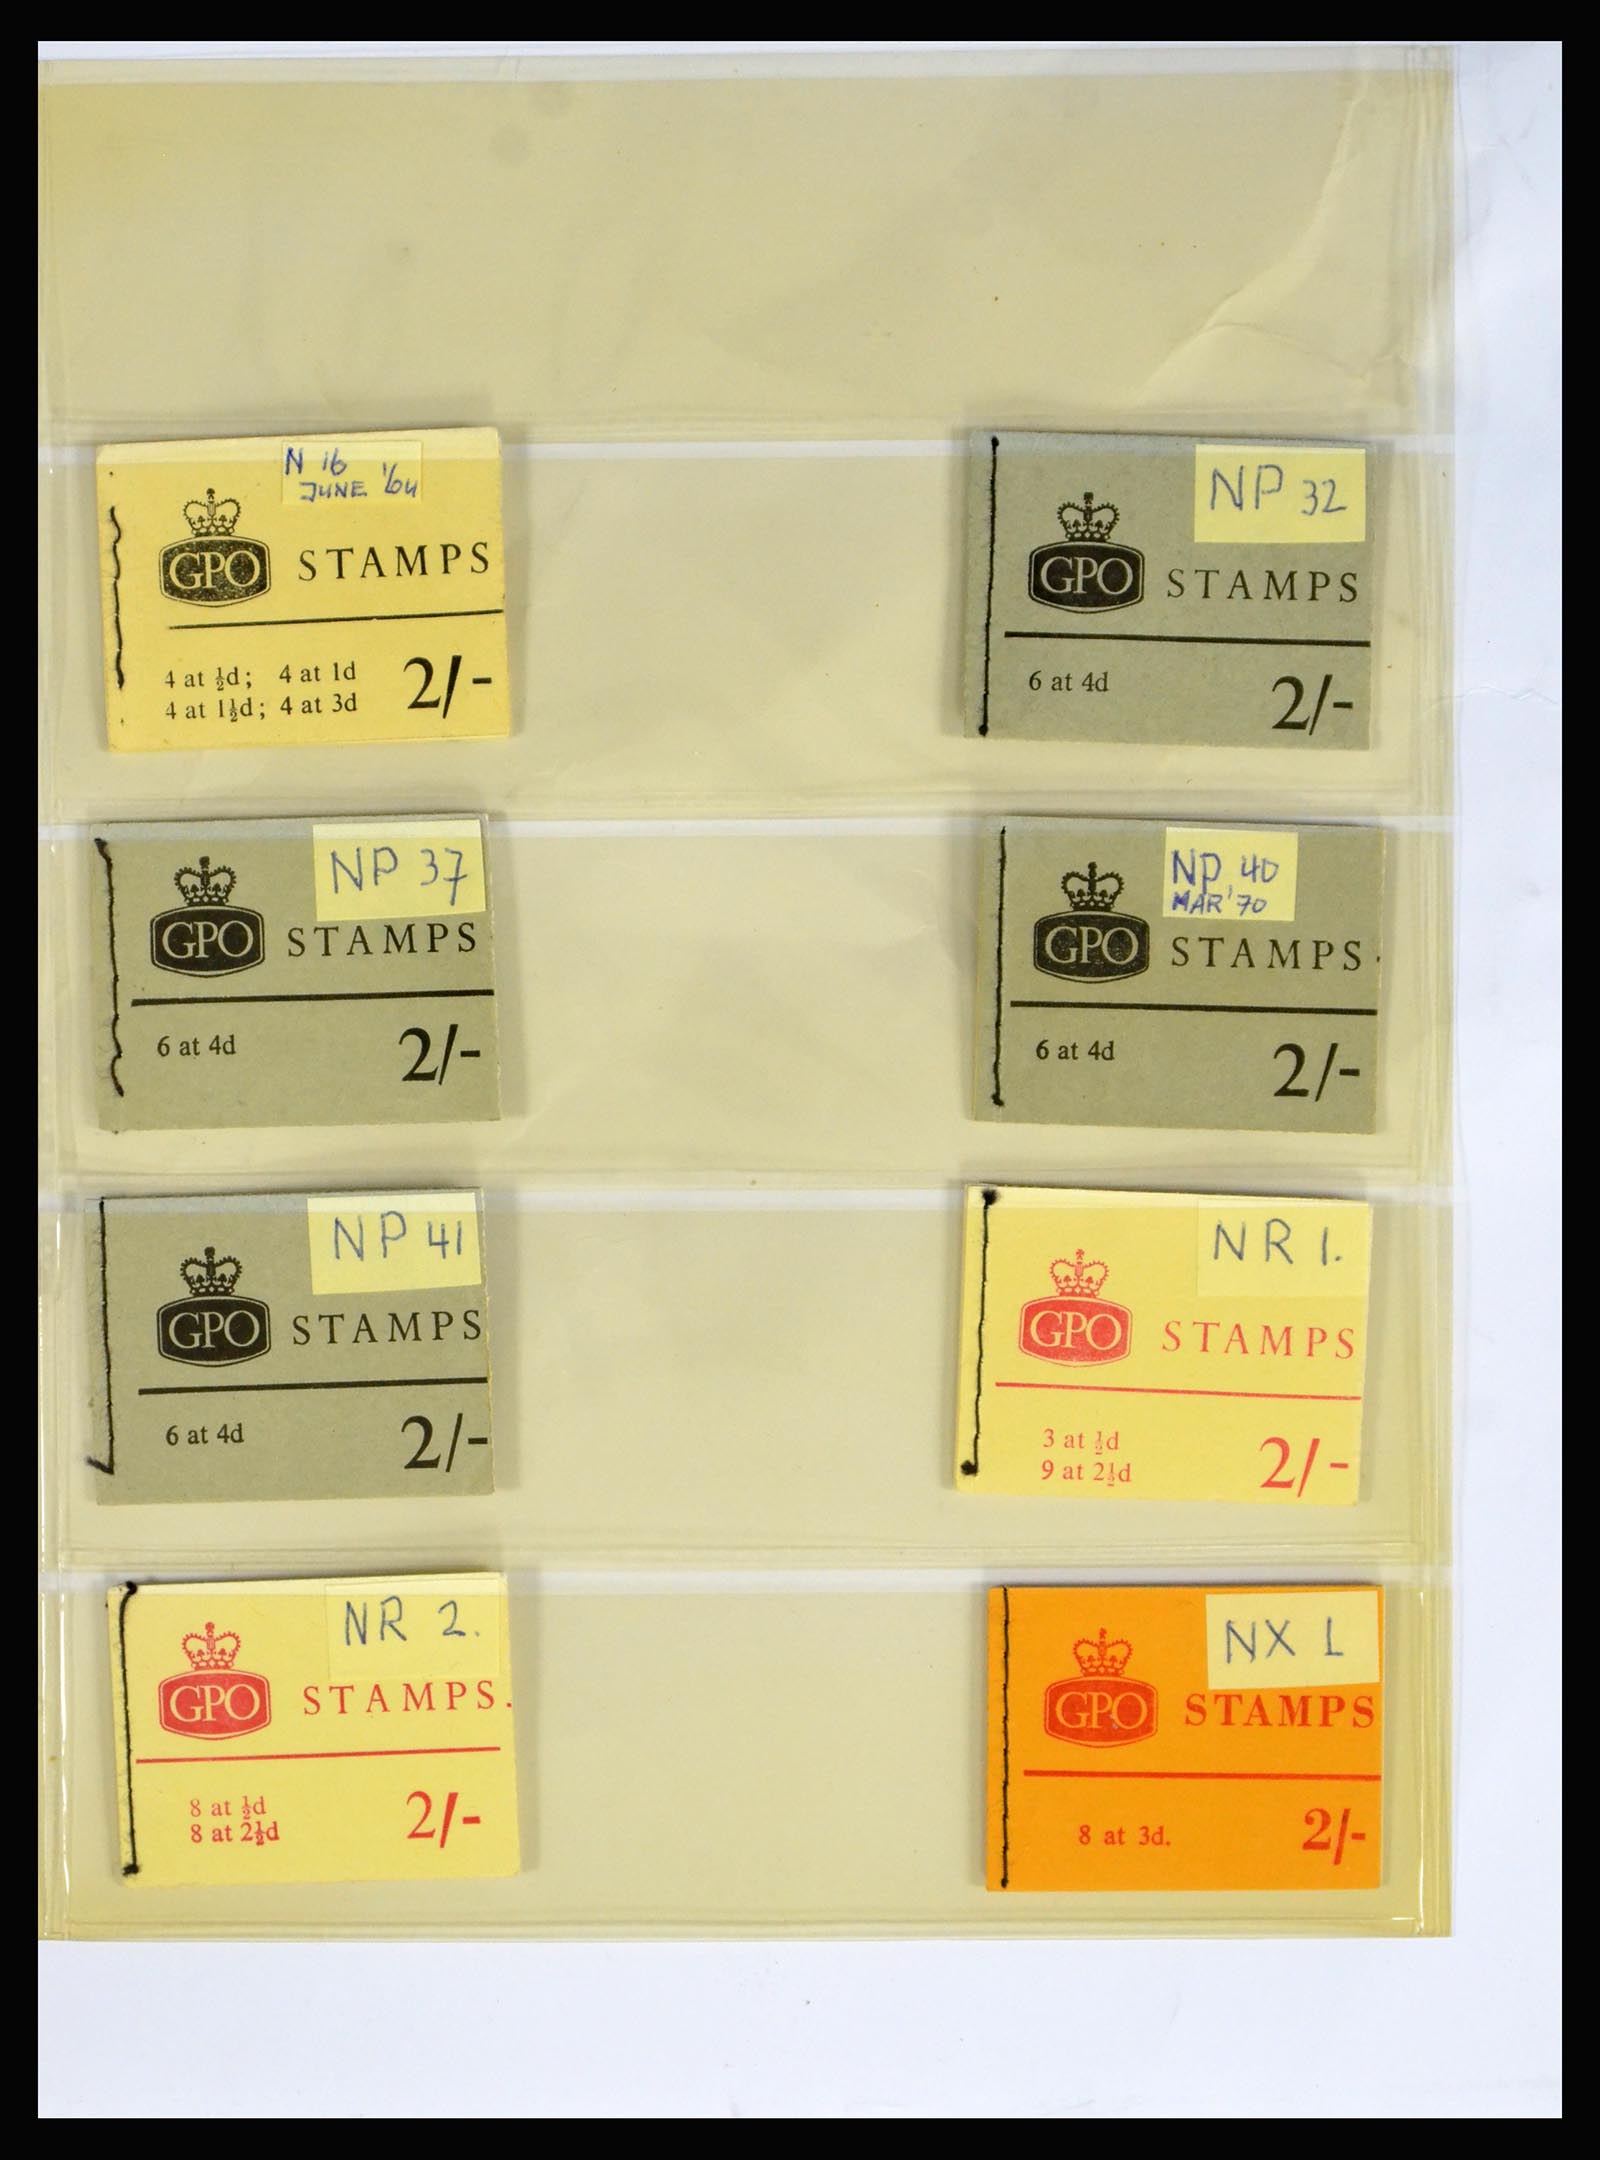 N 16
JUNE '64
GPO STAMPS
4 at ½d; 4 at 1d
4 at 1½d; 4 at 3d
2/-
NP 32
GPO STAMPS
6 at 4d
2/-
NP 37
GPO STAMPS
6 at 4d
2/-
NP 40
MAR '70
GPO STAMPS
6 at 4d
2/-
NP 41
GPO STAMPS
6 at 4d
2/-
NR 1.
GPO STAMPS
3 at ½d
9 at 2½d
2/-
NR 2.
GPO STAMPS.
8 at ½d
8 at 2½d
2/-
NX 1
GPO STAMPS
8 at 3d.
2/-